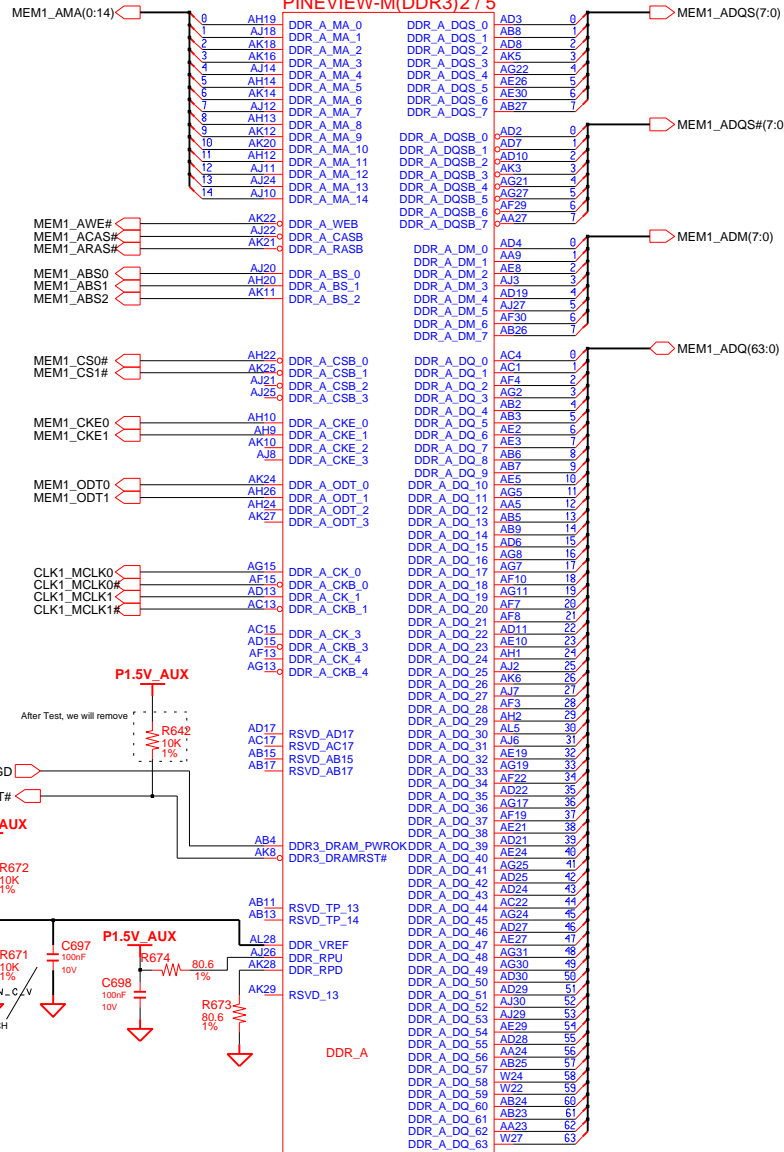 PINEVIEW-M(DDR3)2 / 5
MEM1_AMA(0:14)
0 AH19 DDR_A_MA_0
1 AJ18 DDR_A_MA_1
2 AK18 DDR_A_MA_2
3 AK16 DDR_A_MA_3
4 AJ14 DDR_A_MA_4
5 AH14 DDR_A_MA_5
6 AK14 DDR_A_MA_6
7 AJ12 DDR_A_MA_7
8 AH13 DDR_A_MA_8
9 AK12 DDR_A_MA_9
10 AK20 DDR_A_MA_10
11 AH12 DDR_A_MA_11
12 AJ11 DDR_A_MA_12
13 AJ24 DDR_A_MA_13
14 AJ10 DDR_A_MA_14
MEM1_AWE# AK22 DDR_A_WEB
MEM1_ACAS# AJ22 DDR_A_CASB
MEM1_ARAS# AK21 DDR_A_RASB
MEM1_ABS0 AJ20 DDR_A_BS_0
MEM1_ABS1 AH20 DDR_A_BS_1
MEM1_ABS2 AK11 DDR_A_BS_2
MEM1_CS0# AH22 DDR_A_CSB_0
MEM1_CS1# AK25 DDR_A_CSB_1
AJ21 DDR_A_CSB_2
AJ25 DDR_A_CSB_3
MEM1_CKE0 AH10 DDR_A_CKE_0
MEM1_CKE1 AH9 DDR_A_CKE_1
AK10 DDR_A_CKE_2
AJ8 DDR_A_CKE_3
MEM1_ODT0 AK24 DDR_A_ODT_0
MEM1_ODT1 AH26 DDR_A_ODT_1
AH24 DDR_A_ODT_2
AK27 DDR_A_ODT_3
CLK1_MCLK0 AG15 DDR_A_CK_0
CLK1_MCLK0# AF15 DDR_A_CKB_0
CLK1_MCLK1 AD13 DDR_A_CK_1
CLK1_MCLK1# AC13 DDR_A_CKB_1
AC15 DDR_A_CK_3
AD15 DDR_A_CKB_3
AF13 DDR_A_CK_4
AG13 DDR_A_CKB_4
P1.5V_AUX
After Test, we will remove
R642
10K
1%
AD17 RSVD_AD17
AC17 RSVD_AC17
AB15 RSVD_AB15
AB17 RSVD_AB17
GD
T#
AUX
AB4 DDR3_DRAM_PWROK
AK8 DDR3_DRAMRST#
R672
10K
1%
AB11 RSVD_TP_13
AB13 RSVD_TP_14
AL28 DDR_VREF
AJ26 DDR_RPU
AK28 DDR_RPD
AK29 RSVD_13
R671
10K
1%
C697
100nF
10V
P1.5V_AUX
R674
80.6
1%
C698
100nF
10V
R673
80.6
1%
N_C_V
H
DDR_A
DDR_A_DQS_0 AD3 0 MEM1_ADQS(7:0)
DDR_A_DQS_1 AB8 1
DDR_A_DQS_2 AD8 2
DDR_A_DQS_3 AK5 3
DDR_A_DQS_4 AG22 4
DDR_A_DQS_5 AE26 5
DDR_A_DQS_6 AE30 6
DDR_A_DQS_7 AB27 7
DDR_A_DQSB_0 AD2 0 MEM1_ADQS#(7:0
DDR_A_DQSB_1 AD7 1
DDR_A_DQSB_2 AD10 2
DDR_A_DQSB_3 AK3 3
DDR_A_DQSB_4 AG21 4
DDR_A_DQSB_5 AG27 5
DDR_A_DQSB_6 AF29 6
DDR_A_DQSB_7 AA27 7
DDR_A_DM_0 AD4 0 MEM1_ADM(7:0)
DDR_A_DM_1 AA9 1
DDR_A_DM_2 AE8 2
DDR_A_DM_3 AJ3 3
DDR_A_DM_4 AD19 4
DDR_A_DM_5 AJ27 5
DDR_A_DM_6 AF30 6
DDR_A_DM_7 AB26 7
DDR_A_DQ_0 AC4 0 MEM1_ADQ(63:0)
DDR_A_DQ_1 AC1 1
DDR_A_DQ_2 AF4 2
DDR_A_DQ_3 AG2 3
DDR_A_DQ_4 AB2 4
DDR_A_DQ_5 AB3 5
DDR_A_DQ_6 AE2 6
DDR_A_DQ_7 AE3 7
DDR_A_DQ_8 AB6 8
DDR_A_DQ_9 AB7 9
DDR_A_DQ_10 AE5 10
DDR_A_DQ_11 AG5 11
DDR_A_DQ_12 AA5 12
DDR_A_DQ_13 AB5 13
DDR_A_DQ_14 AB9 14
DDR_A_DQ_15 AD6 15
DDR_A_DQ_16 AG8 16
DDR_A_DQ_17 AG7 17
DDR_A_DQ_18 AF10 18
DDR_A_DQ_19 AG11 19
DDR_A_DQ_20 AF7 20
DDR_A_DQ_21 AF8 21
DDR_A_DQ_22 AD11 22
DDR_A_DQ_23 AE10 23
DDR_A_DQ_24 AH1 24
DDR_A_DQ_25 AJ2 25
DDR_A_DQ_26 AK6 26
DDR_A_DQ_27 AJ7 27
DDR_A_DQ_28 AF3 28
DDR_A_DQ_29 AH2 29
DDR_A_DQ_30 AL5 30
DDR_A_DQ_31 AJ6 31
DDR_A_DQ_32 AE19 32
DDR_A_DQ_33 AG19 33
DDR_A_DQ_34 AF22 34
DDR_A_DQ_35 AD22 35
DDR_A_DQ_36 AG17 36
DDR_A_DQ_37 AF19 37
DDR_A_DQ_38 AE21 38
DDR_A_DQ_39 AD21 39
DDR_A_DQ_40 AE24 40
DDR_A_DQ_41 AG25 41
DDR_A_DQ_42 AD25 42
DDR_A_DQ_43 AD24 43
DDR_A_DQ_44 AC22 44
DDR_A_DQ_45 AG24 45
DDR_A_DQ_46 AD27 46
DDR_A_DQ_47 AE27 47
DDR_A_DQ_48 AG31 48
DDR_A_DQ_49 AG30 49
DDR_A_DQ_50 AD30 50
DDR_A_DQ_51 AD29 51
DDR_A_DQ_52 AJ30 52
DDR_A_DQ_53 AJ29 53
DDR_A_DQ_54 AE29 54
DDR_A_DQ_55 AD28 55
DDR_A_DQ_56 AA24 56
DDR_A_DQ_57 AB25 57
DDR_A_DQ_58 W24 58
DDR_A_DQ_59 W22 59
DDR_A_DQ_60 AB24 60
DDR_A_DQ_61 AB23 61
DDR_A_DQ_62 AA23 62
DDR_A_DQ_63 W27 63